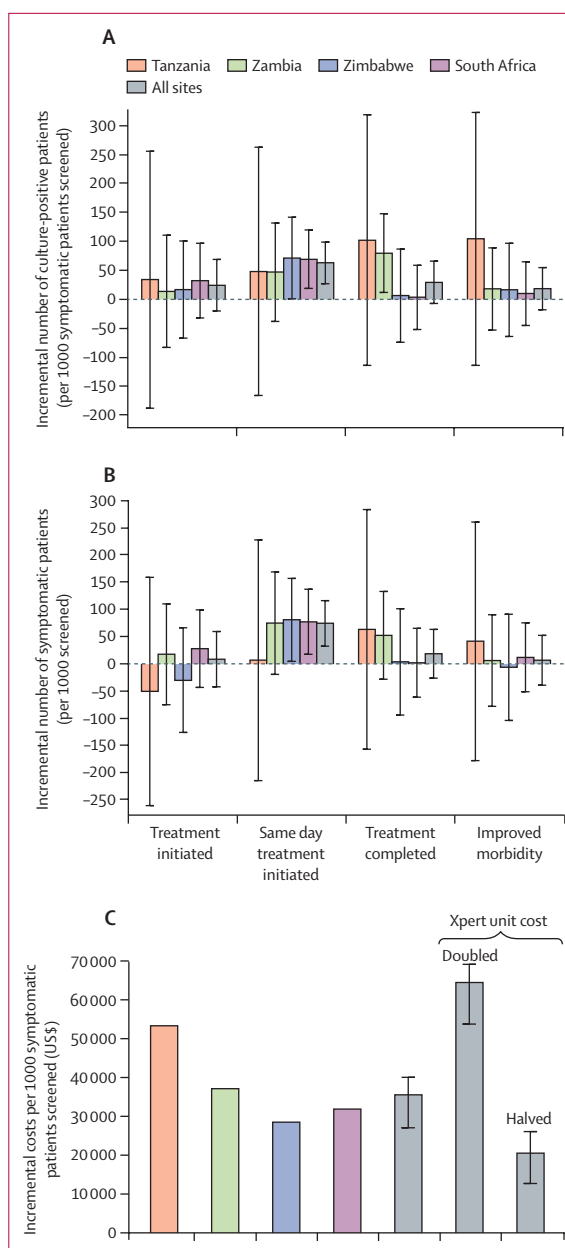 A
Tanzania Zambia Zimbabwe South Africa
All sites
Incremental number of culture-positive patients
(per 1000 symptomatic patients screened)
300
250
200
150
100
50
0
–50
–100
–150
–200
B
Incremental number of symptomatic patients
(per 1000 screened)
300
250
200
150
100
50
0
–50
–100
–150
–200
–250
Treatment
initiated
Same day
treatment
initiated
Treatment
completed
Improved
morbidity
C
Xpert unit cost
Doubled
Halved
Incremental costs per 1000 symptomatic
patients screened (US$)
70 000
60 000
50 000
40 000
30 000
20 000
10 000
0